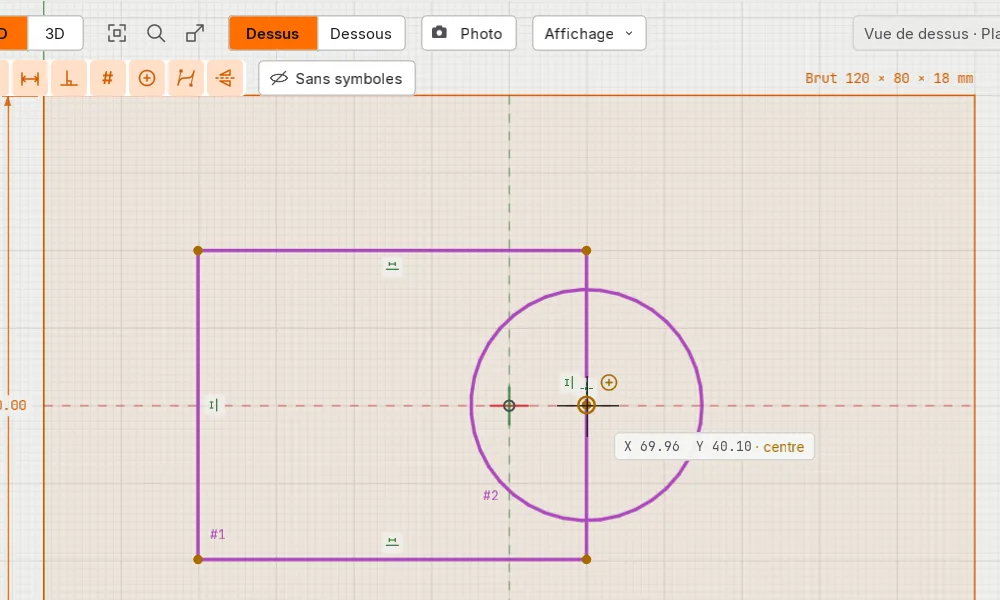 D 3D Dessus Dessous Photo Affichage Vue de dessus · Pla
# Sans symboles Brut 120 × 80 × 18 mm
0.00
X 69.96 Y 40.10 · centre
#2
#1